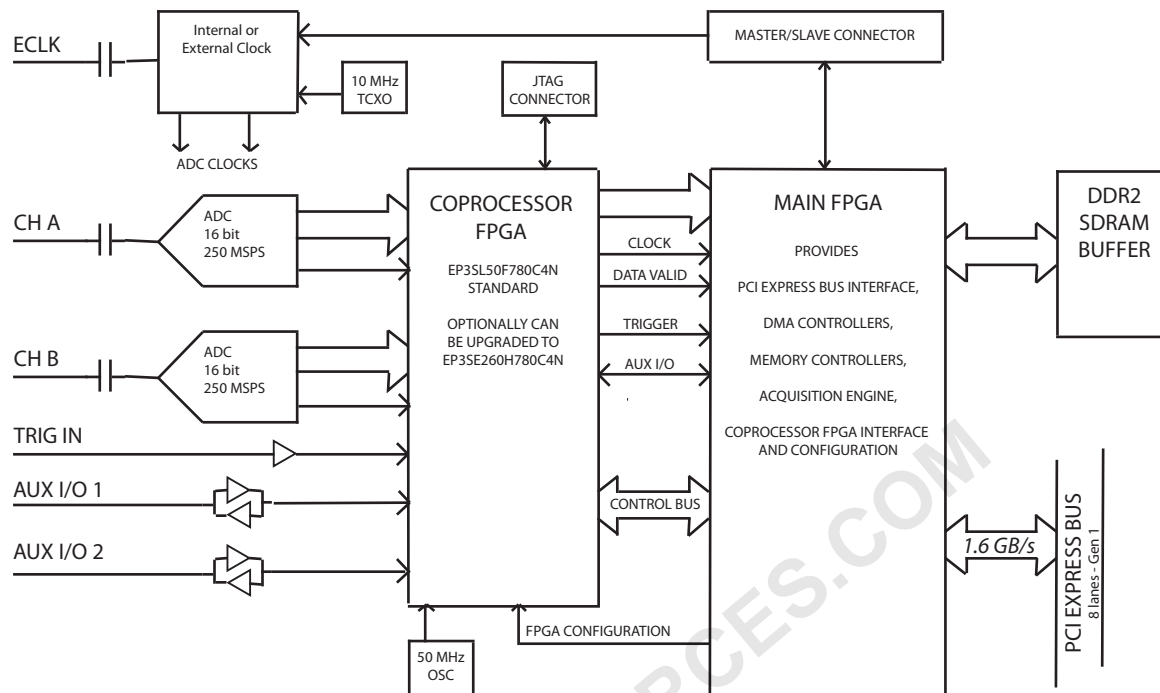 ECLK
Internal or
External Clock
10 MHz
TCXO
ADC CLOCKS
MASTER/SLAVE CONNECTOR
JTAG
CONNECTOR
CH A
ADC
16 bit
250 MSPS
CH B
ADC
16 bit
250 MSPS
TRIG IN
AUX I/O 1
AUX I/O 2
COPROCESSOR
FPGA
EP3SL50F780C4N
STANDARD
OPTIONALLY CAN
BE UPGRADED TO
EP3SE260H780C4N
50 MHz
OSC
CLOCK
DATA VALID
TRIGGER
AUX I/O
CONTROL BUS
FPGA CONFIGURATION
MAIN FPGA
PROVIDES
PCI EXPRESS BUS INTERFACE,
DMA CONTROLLERS,
MEMORY CONTROLLERS,
ACQUISITION ENGINE,
COPROCESSOR FPGA INTERFACE
AND CONFIGURATION
DDR2
SDRAM
BUFFER
1.6 GB/s
PCI EXPRESS BUS
8 lanes - Gen 1
RCES.COM